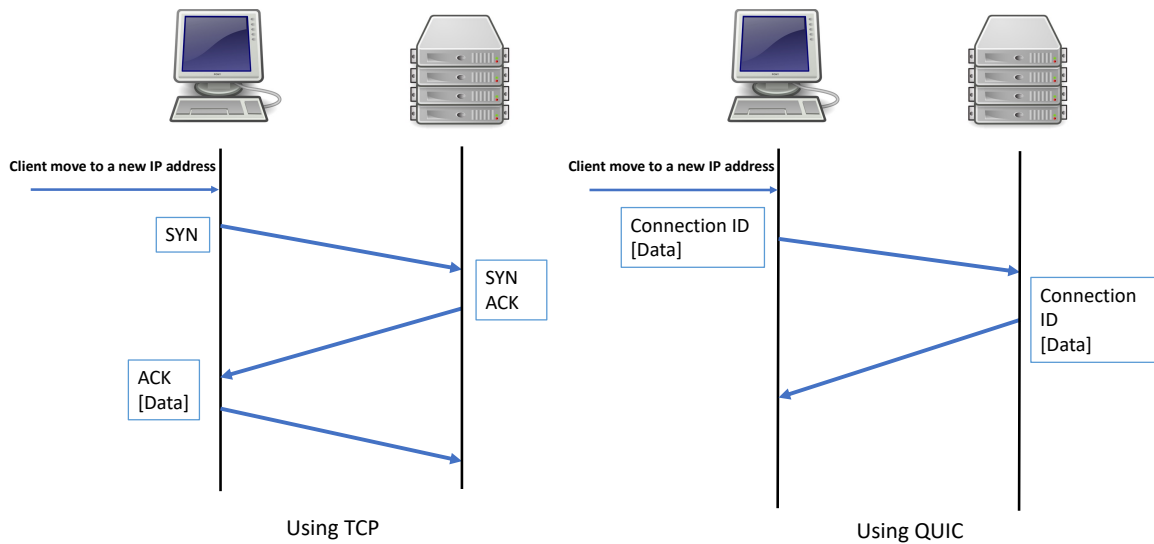 Client move to a new IP address
SYN
SYN
ACK
ACK
[Data]
Using TCP
Client move to a new IP address
Connection ID
[Data]
Connection
ID
[Data]
Using QUIC